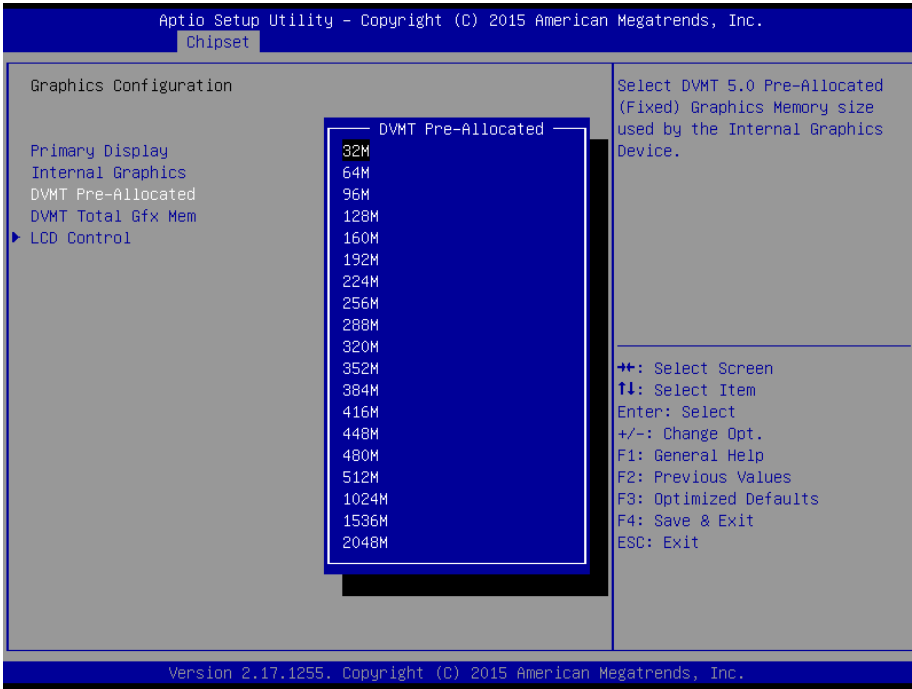 Aptio Setup Utility – Copyright (C) 2015 American Megatrends, Inc.
Chipset
Graphics Configuration
Primary Display
Internal Graphics
DVMT Pre-Allocated
DVMT Total Gfx Mem
LCD Control
DVMT Pre-Allocated
32M
64M
96M
128M
160M
192M
224M
256M
288M
320M
352M
384M
416M
448M
480M
512M
1024M
1536M
2048M
Select DVMT 5.0 Pre-Allocated
(Fixed) Graphics Memory size
used by the Internal Graphics
Device.
→←: Select Screen
↑↓: Select Item
Enter: Select
+/-: Change Opt.
F1: General Help
F2: Previous Values
F3: Optimized Defaults
F4: Save & Exit
ESC: Exit
Version 2.17.1255. Copyright (C) 2015 American Megatrends, Inc.